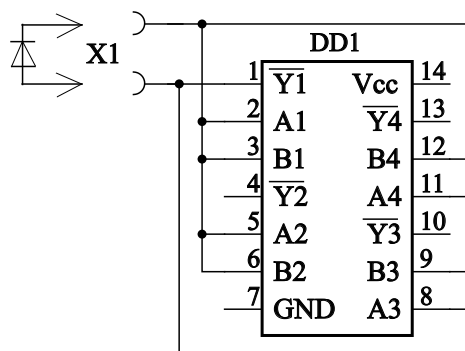 DD1
X1
1 Y1 Vcc 14
2 A1 Y4 13
3 B1 B4 12
4 Y2 A4 11
5 A2 Y3 10
6 B2 B3 9
7 GND A3 8